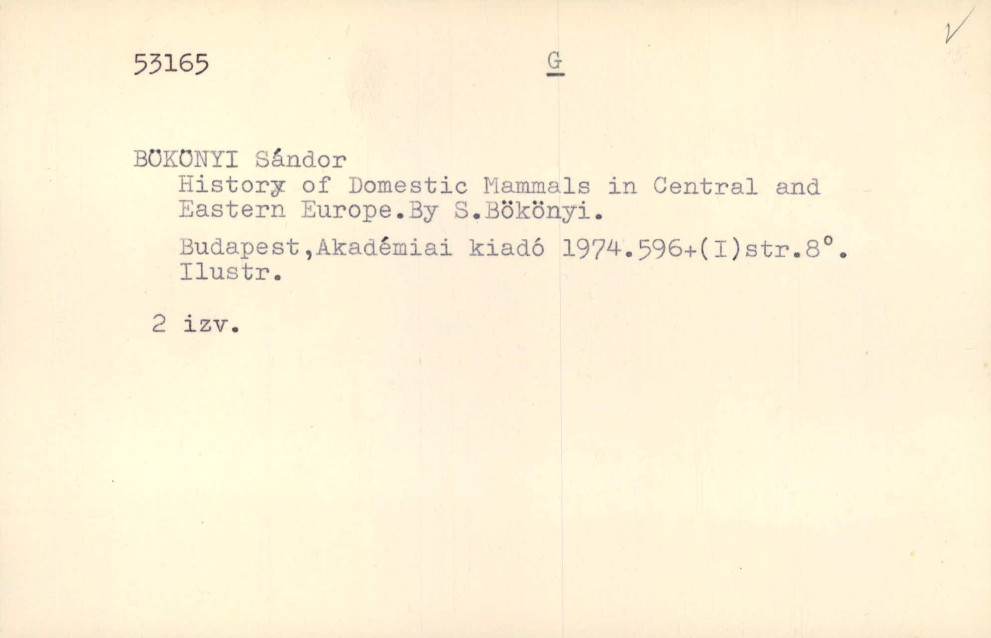 53165 G
BÖKÖNYI Sándor
History of Domestic Mammals in Central and
Eastern Europe.By S.Bökönyi.
Budapest,Akadémiai kiadó 1974.596+(I)str.8°.
Ilustr.
2 izv.